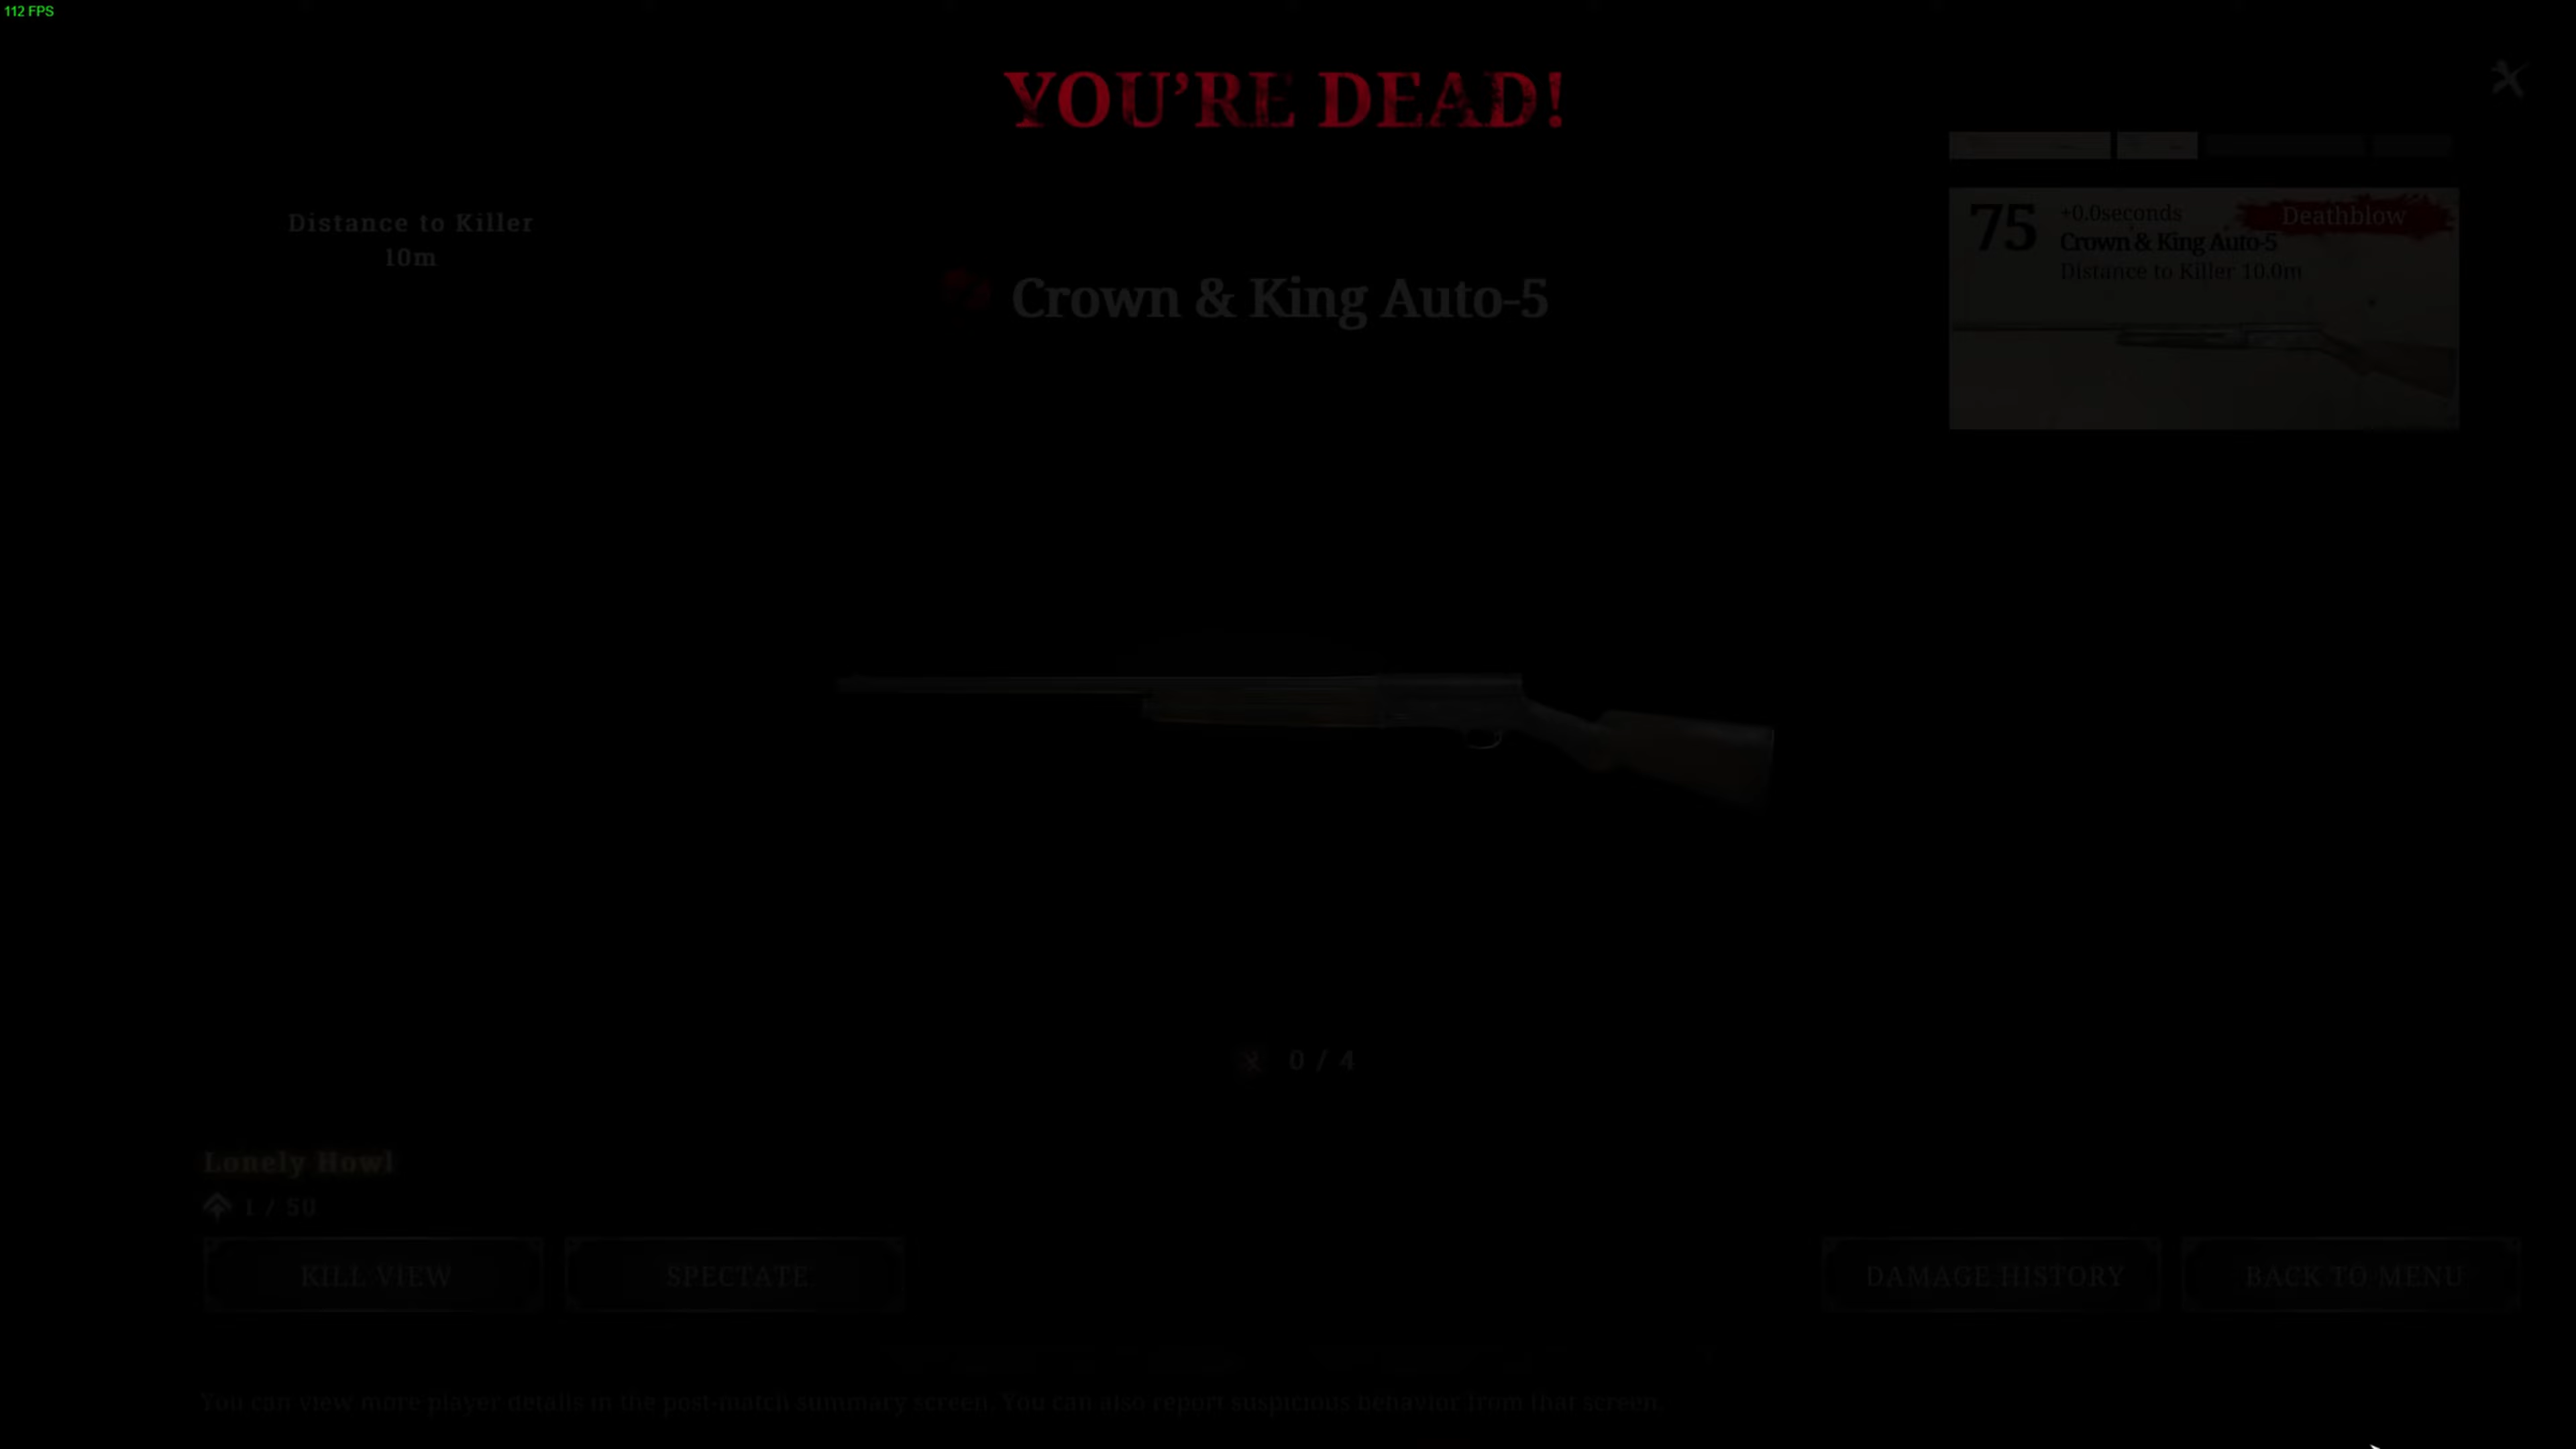 112 FPS
YOU'RE DEAD!
Distance to Killer
10m
Crown & King Auto-5
75
+0.0seconds
Deathblow
Crown & King Auto-5
Distance to Killer 10.0m
0 / 4
Lonely Howl
1 / 50
KILL VIEW
SPECTATE
DAMAGE HISTORY
BACK TO MENU
You can view more player details in the post-match summary screen. You can also report suspicious behavior from that screen.